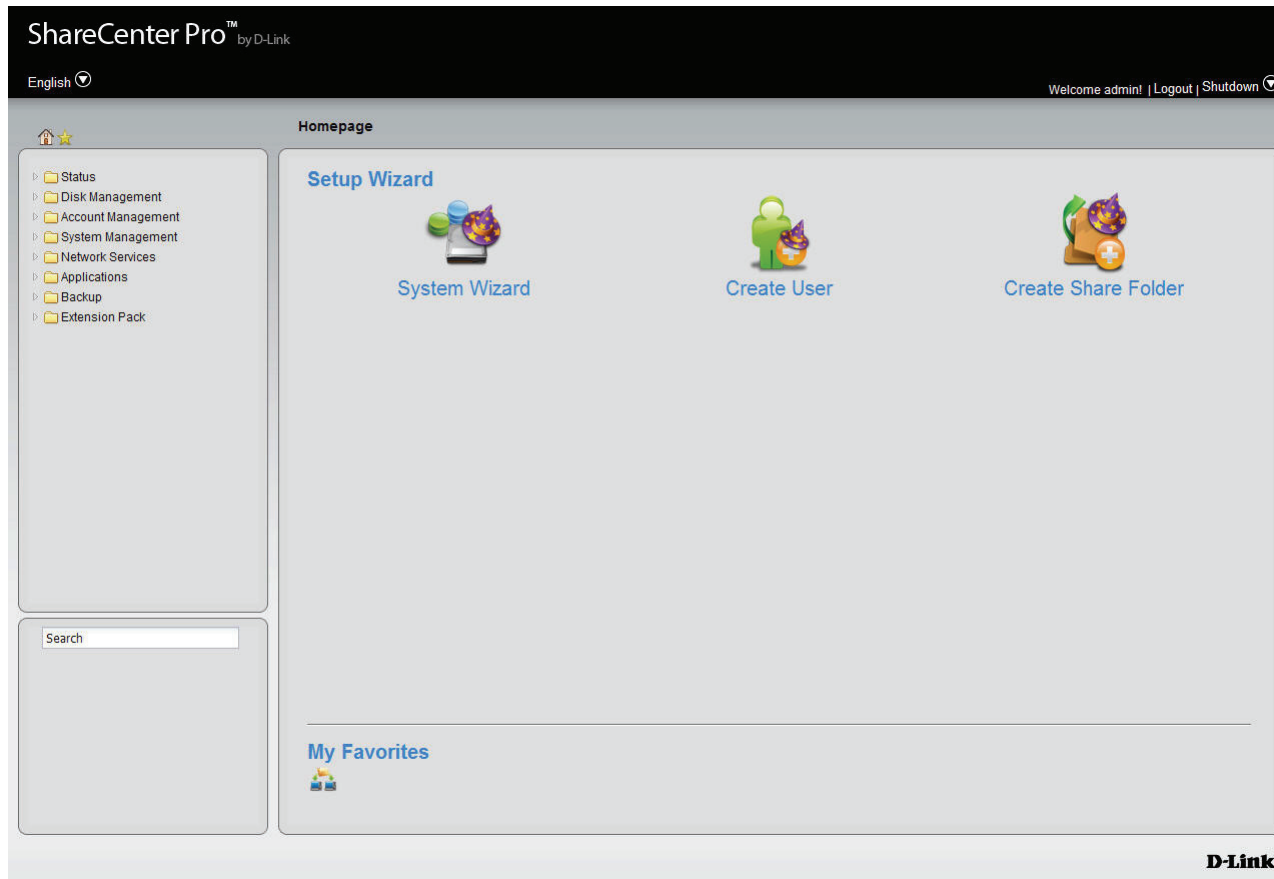 ShareCenter Pro™ by D-Link
English
Welcome admin! | Logout | Shutdown
Homepage
Status
Disk Management
Account Management
System Management
Network Services
Applications
Backup
Extension Pack
Setup Wizard
System Wizard
Create User
Create Share Folder
Search
My Favorites
D-Link